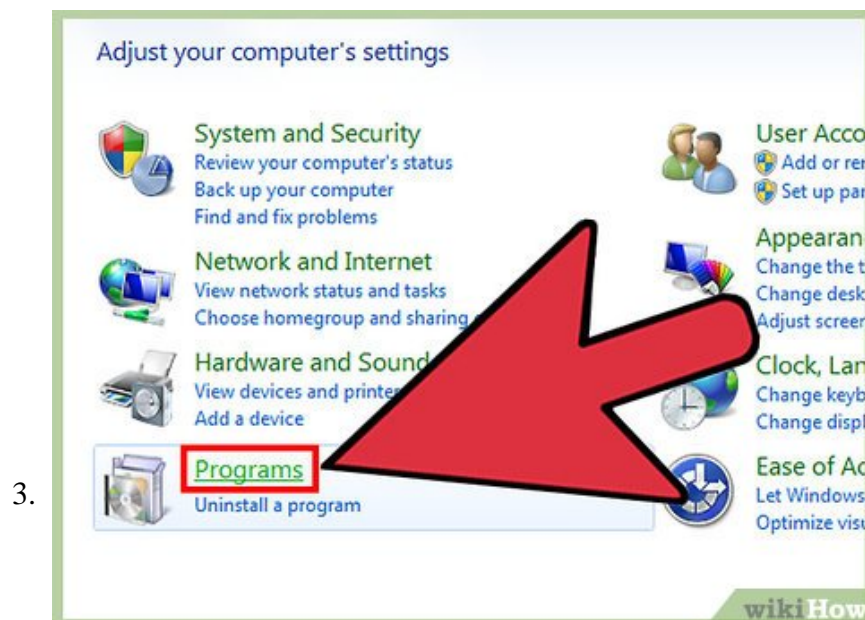 Adjust your computer's settings
System and Security
Review your computer's status
Back up your computer
Find and fix problems
Network and Internet
View network status and tasks
Choose homegroup and sharing
Hardware and Sound
View devices and printer
Add a device
3.
Programs
Uninstall a program
User Acco
Add or re
Set up par
Appearan
Change the t
Change desk
Adjust screen
Clock, Lan
Change keyb
Change displ
Ease of Ac
Let Windows
Optimize visu
wikiHow